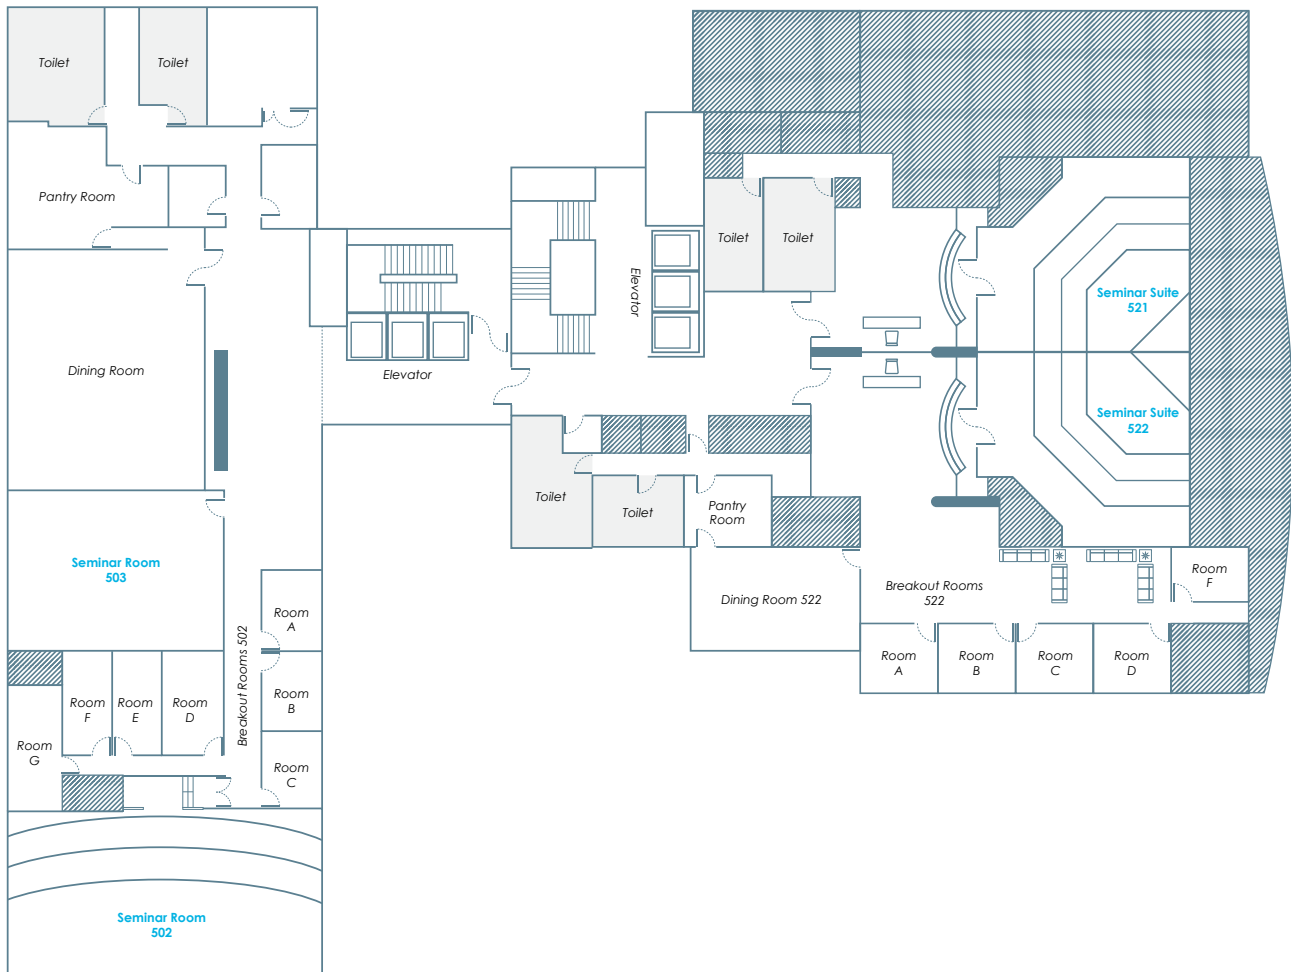 Toilet
Toilet
Pantry Room
Toilet
Toilet
Elevator
Seminar Suite
521
Dining Room
Elevator
Seminar Suite
522
Toilet
Toilet
Pantry
Room
Seminar Room
503
Dining Room 522
Breakout Rooms
522
Room
F
Room
A
Room
B
Room
C
Room
D
Room
A
Room
B
Room
C
Breakout Rooms 502
Room
F
Room
E
Room
D
Room
G
Seminar Room
502